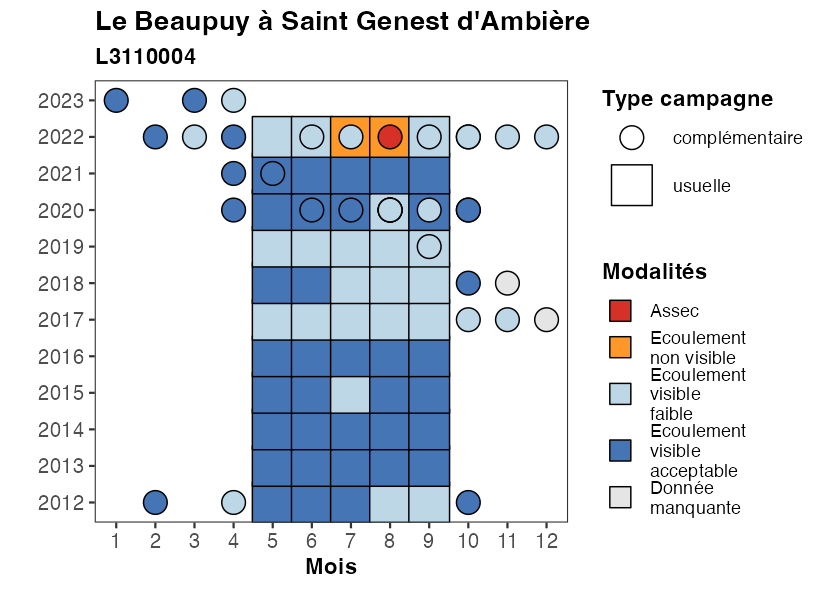 Le Beaupuy à Saint Genest d'Ambière
L3110004
2023
2022
2021
2020
2019
2018
2017
2016
2015
2014
2013
2012
1 2 3 4 5 6 7 8 9 10 11 12
Mois
Type campagne
complémentaire
usuelle
Modalités
Assec
Ecoulement
non visible
Ecoulement
visible
faible
Ecoulement
visible
acceptable
Donnée
manquante